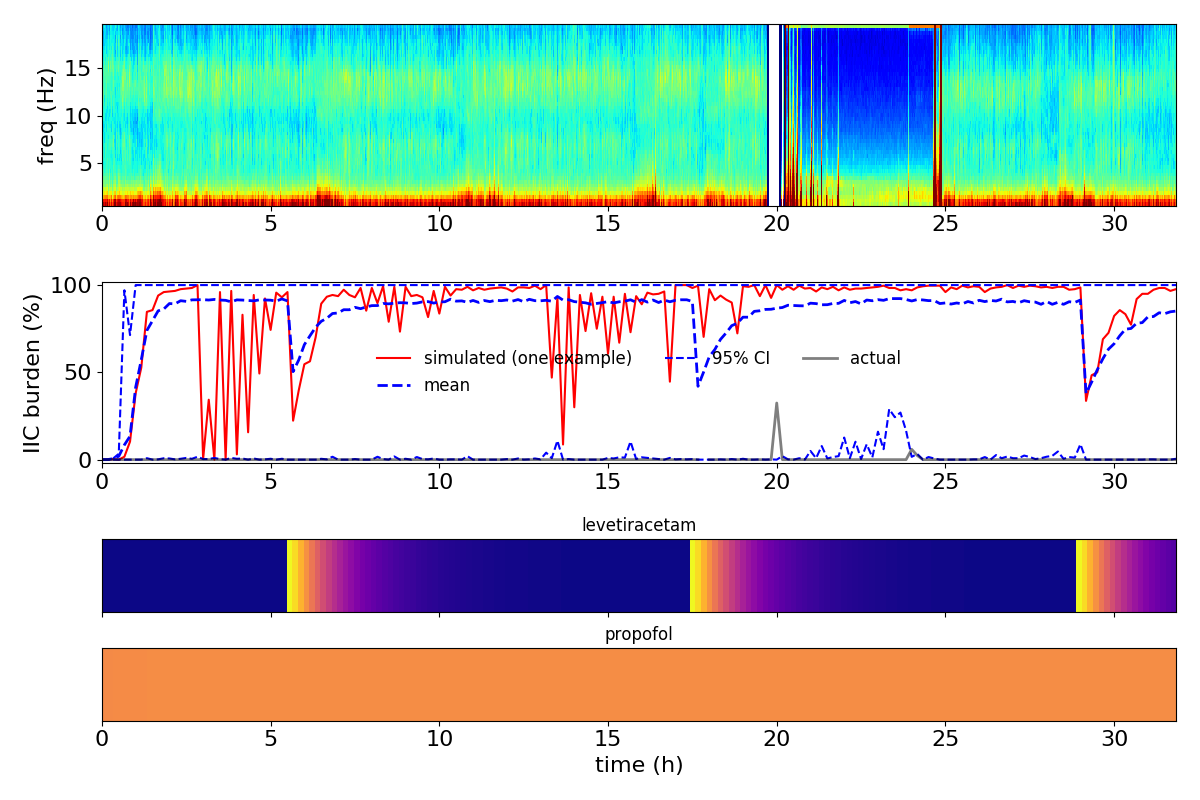 freq (Hz)
15
10
5
0 5 10 15 20 25 30
IIC burden (%)
100
50
0
simulated (one example) 95% CI actual
mean
0 5 10 15 20 25 30
levetiracetam
propofol
0 5 10 15 20 25 30
time (h)